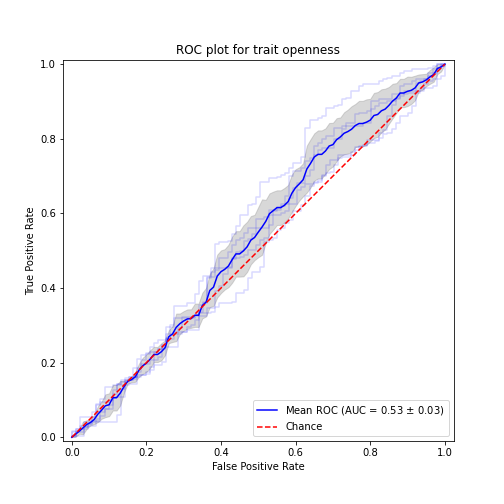 ROC plot for trait openness
1.0
0.8
0.6
0.4
0.2
0.0
True Positive Rate
Mean ROC (AUC = 0.53 ± 0.03)
Chance
0.0 0.2 0.4 0.6 0.8 1.0
False Positive Rate